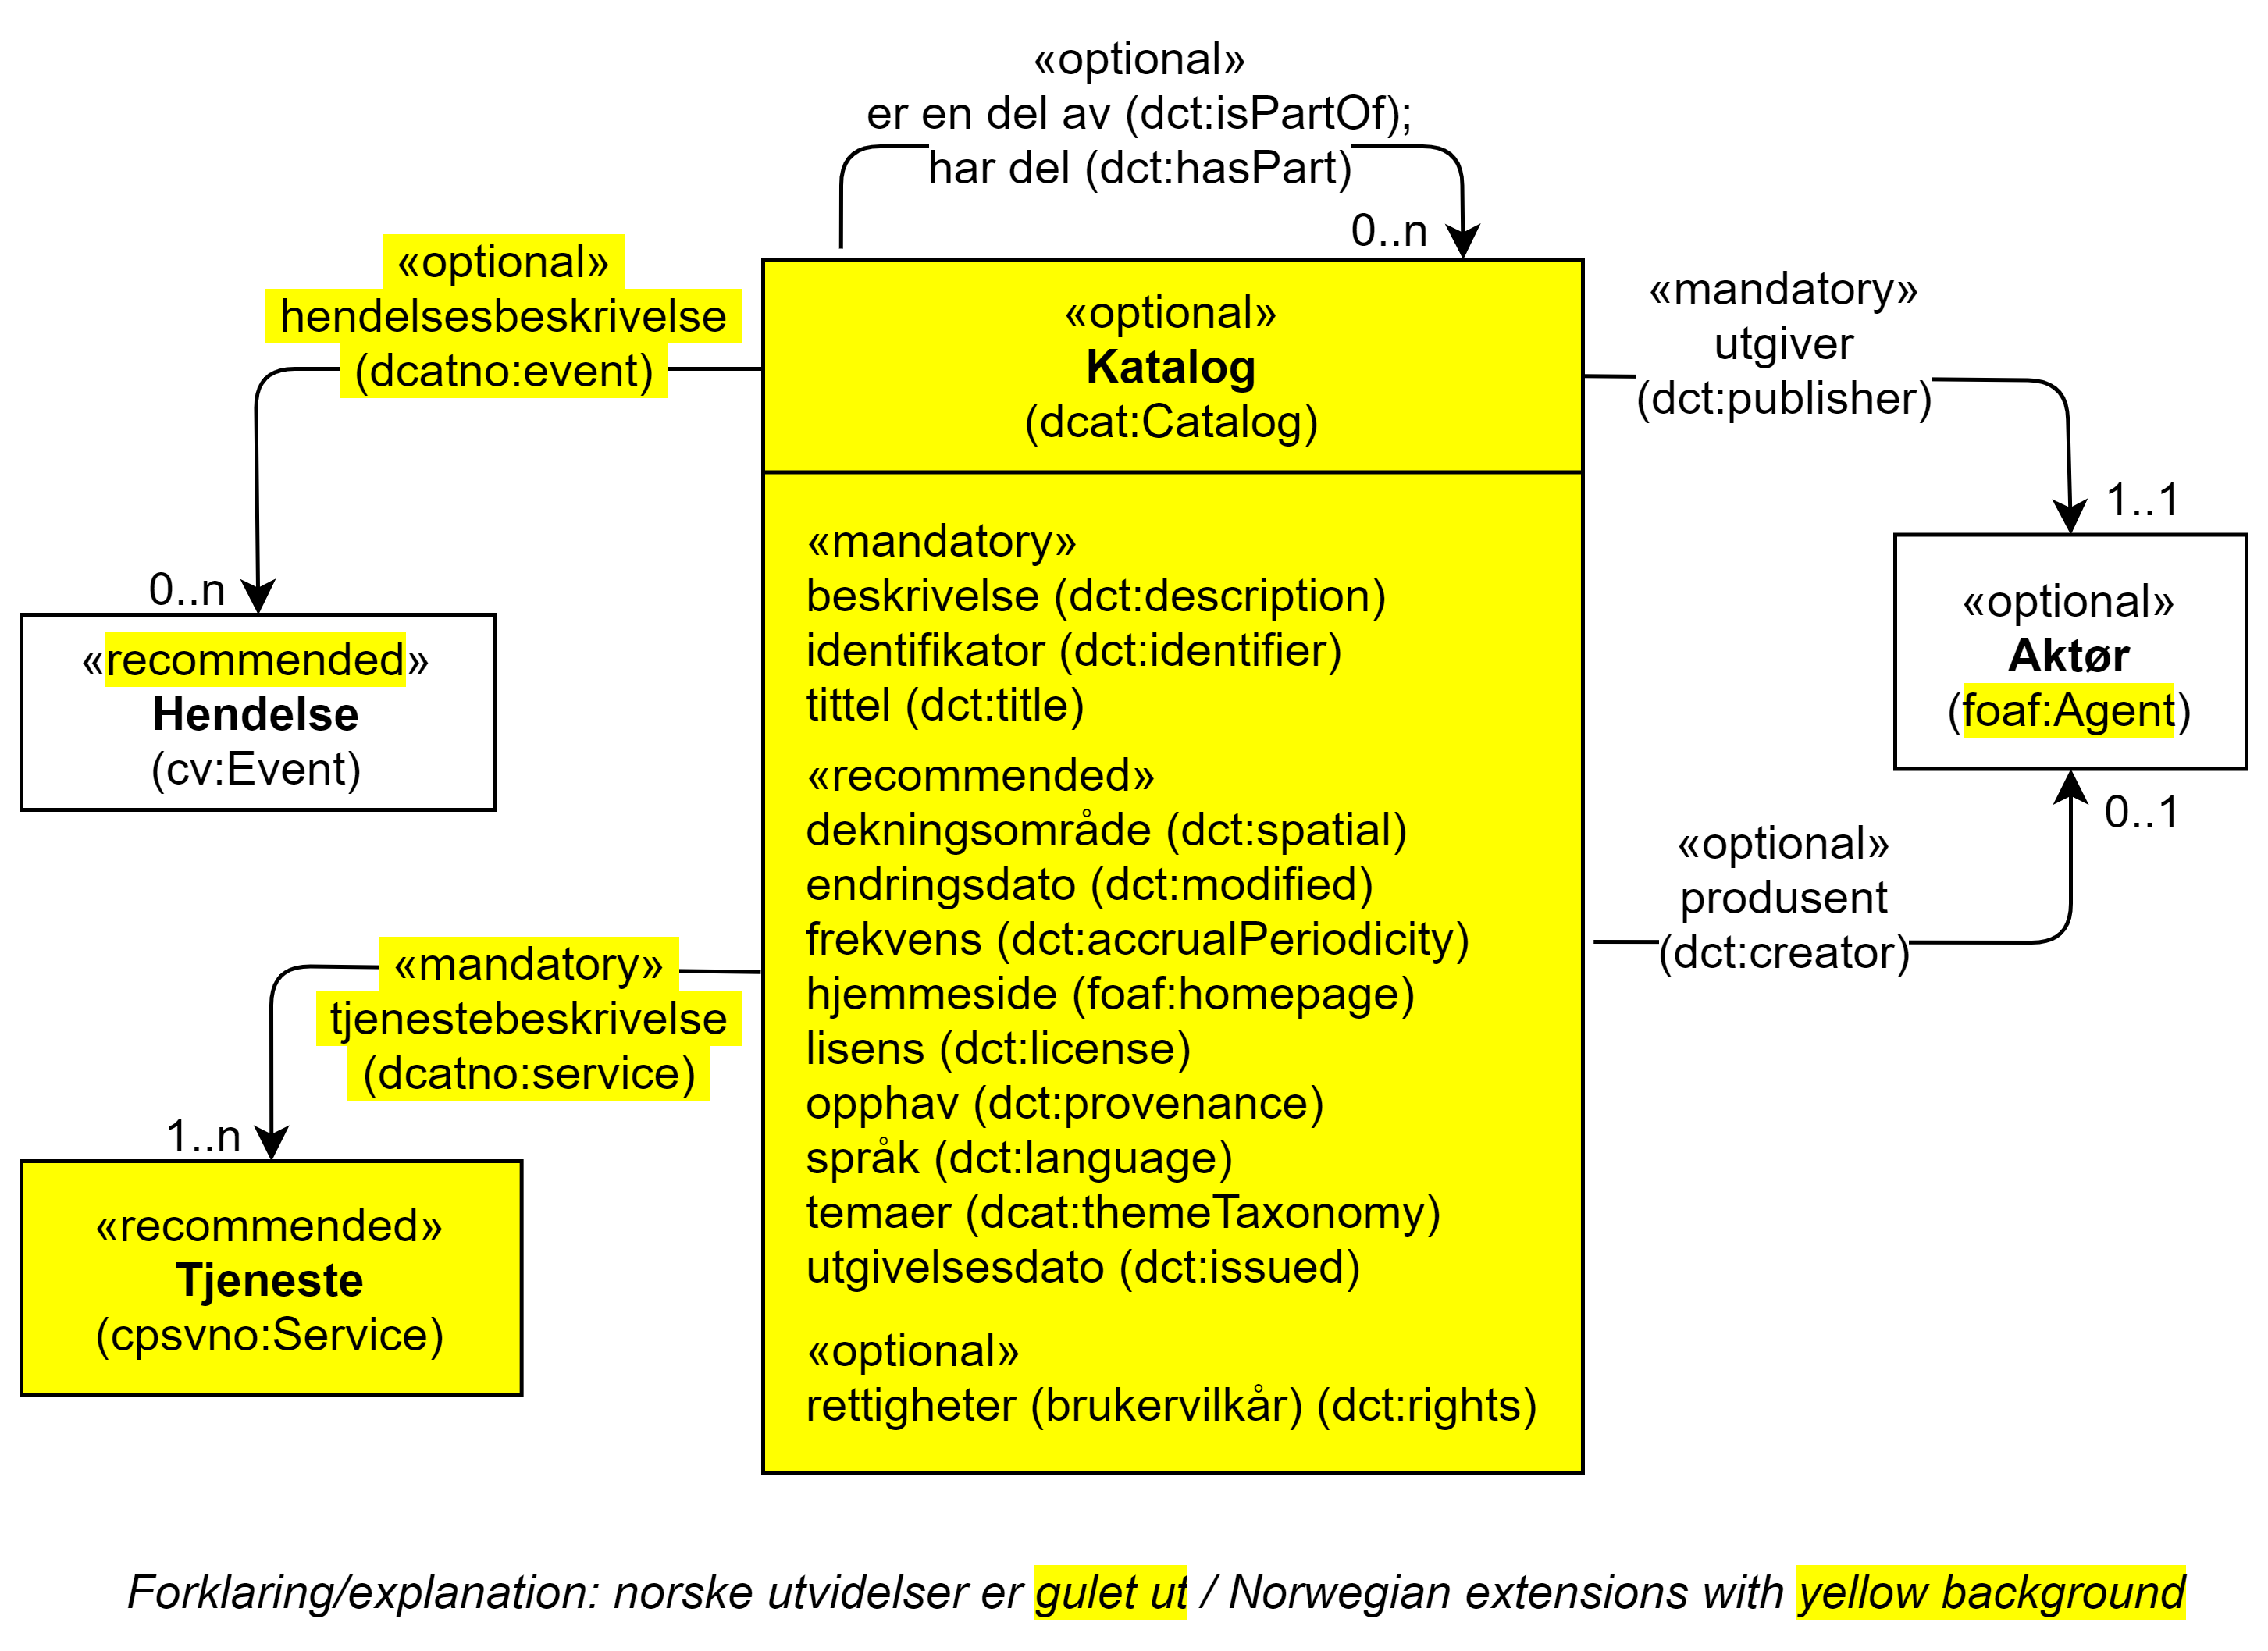 «optional»
er en del av (dct:isPartOf);
har del (dct:hasPart)
0..n
«optional»
hendelsesbeskrivelse
(dcatno:event)
0..n
«recommended»
Hendelse
(cv:Event)
«mandatory»
tjenestebeskrivelse
(dcatno:service)
1..n
«recommended»
Tjeneste
(cpsvno:Service)
«optional»
Katalog
(dcat:Catalog)
«mandatory»
beskrivelse (dct:description)
identifikator (dct:identifier)
tittel (dct:title)
«recommended»
dekningsområde (dct:spatial)
endringsdato (dct:modified)
frekvens (dct:accrualPeriodicity)
hjemmeside (foaf:homepage)
lisens (dct:license)
opphav (dct:provenance)
språk (dct:language)
temaer (dcat:themeTaxonomy)
utgivelsesdato (dct:issued)
«optional»
rettigheter (brukervilkår) (dct:rights)
«mandatory»
utgiver
(dct:publisher)
1..1
«optional»
Aktør
(foaf:Agent)
0..1
«optional»
produsent
(dct:creator)
Forklaring/explanation: norske utvidelser er gulet ut / Norwegian extensions with yellow background